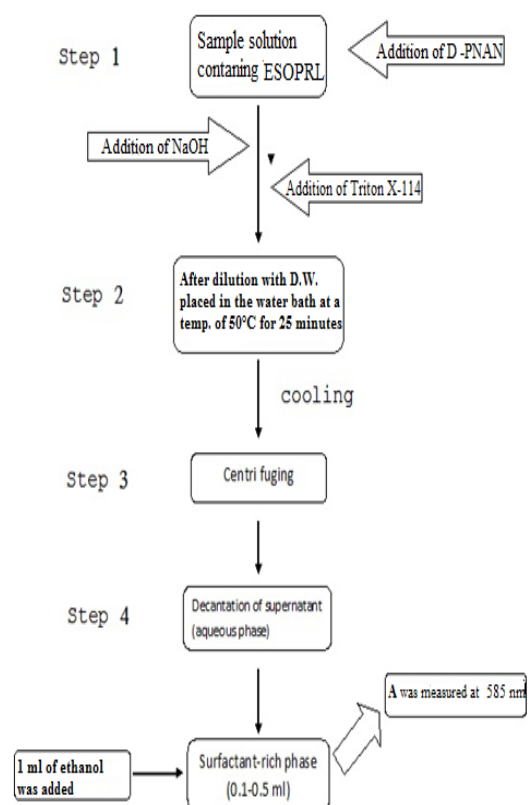 Step 1
Sample solution
contaning ESOPRL
Addition of D -PNAN
Addition of NaOH
Addition of Triton X-114
Step 2
After dilution with D.W.
placed in the water bath at a
temp. of 50°C for 25 minutes
cooling
Step 3
Centri fuging
Step 4
Decantation of supernatant
(aqueous phase)
A was measured at 585 nm
1 ml of ethanol
was added
Surfactant-rich phase
(0.1-0.5 ml)